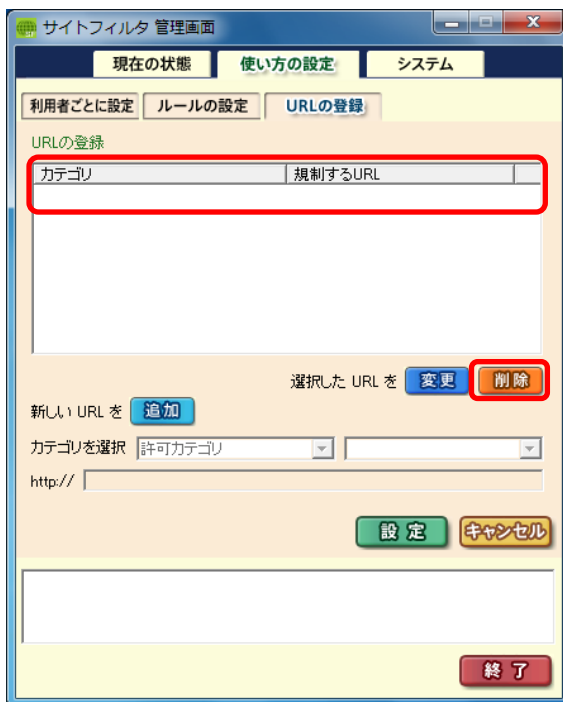 サイトフィルタ 管理画面
現在の状態 使い方の設定 システム
利用者ごとに設定 ルールの設定 URLの登録
URLの登録
カテゴリ 規制するURL
選択した URL を 変更 削除
新しい URL を 追加
カテゴリを選択 許可カテゴリ
http://
設定 キャンセル
終了